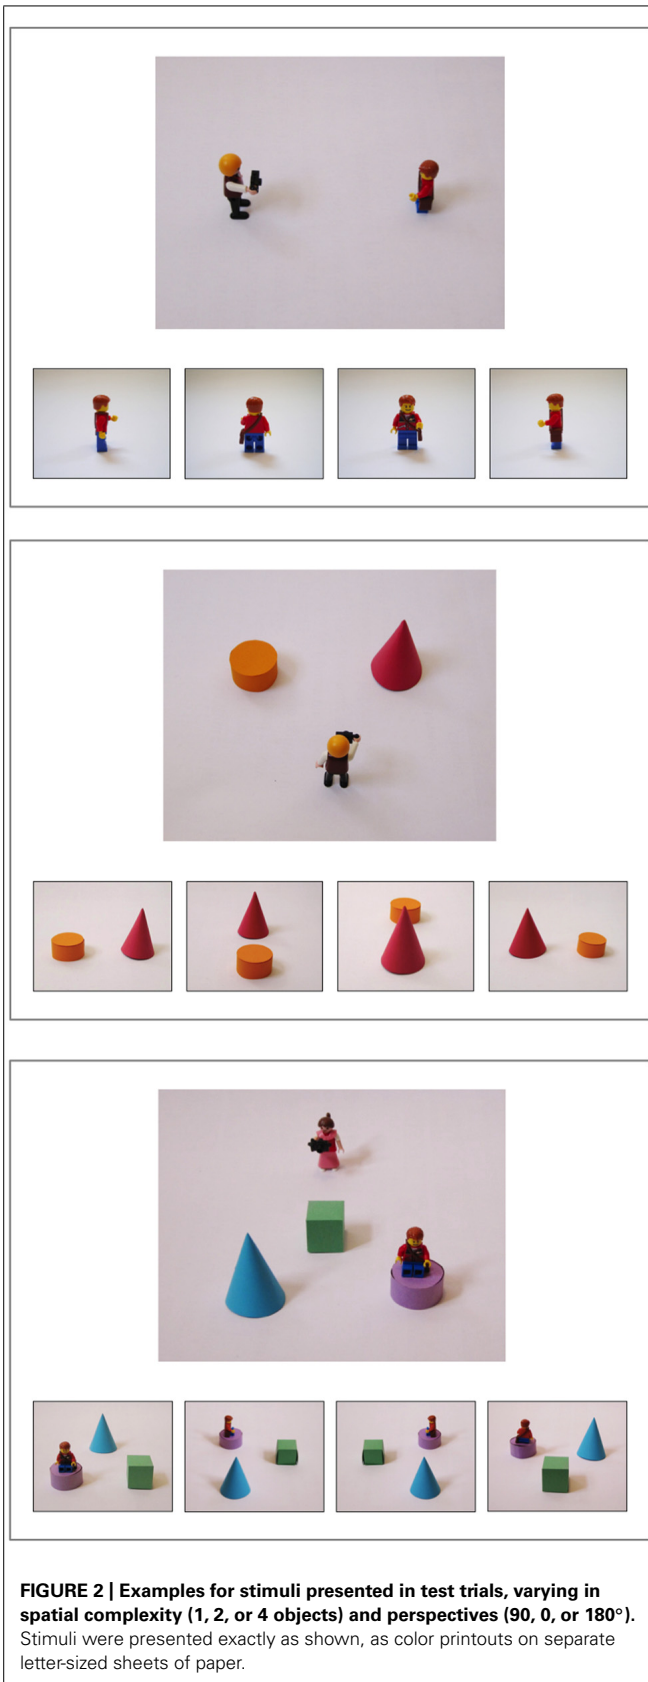 FIGURE 2 | Examples for stimuli presented in test trials, varying in
spatial complexity (1, 2, or 4 objects) and perspectives (90, 0, or 180°).
Stimuli were presented exactly as shown, as color printouts on separate
letter-sized sheets of paper.